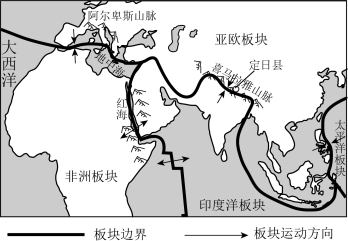 阿尔卑斯山脉
大西洋
亚欧板块
地中海
定日县
喜马拉雅山脉
红海
太平洋板块
非洲板块
印度洋板块
板块边界
板块运动方向